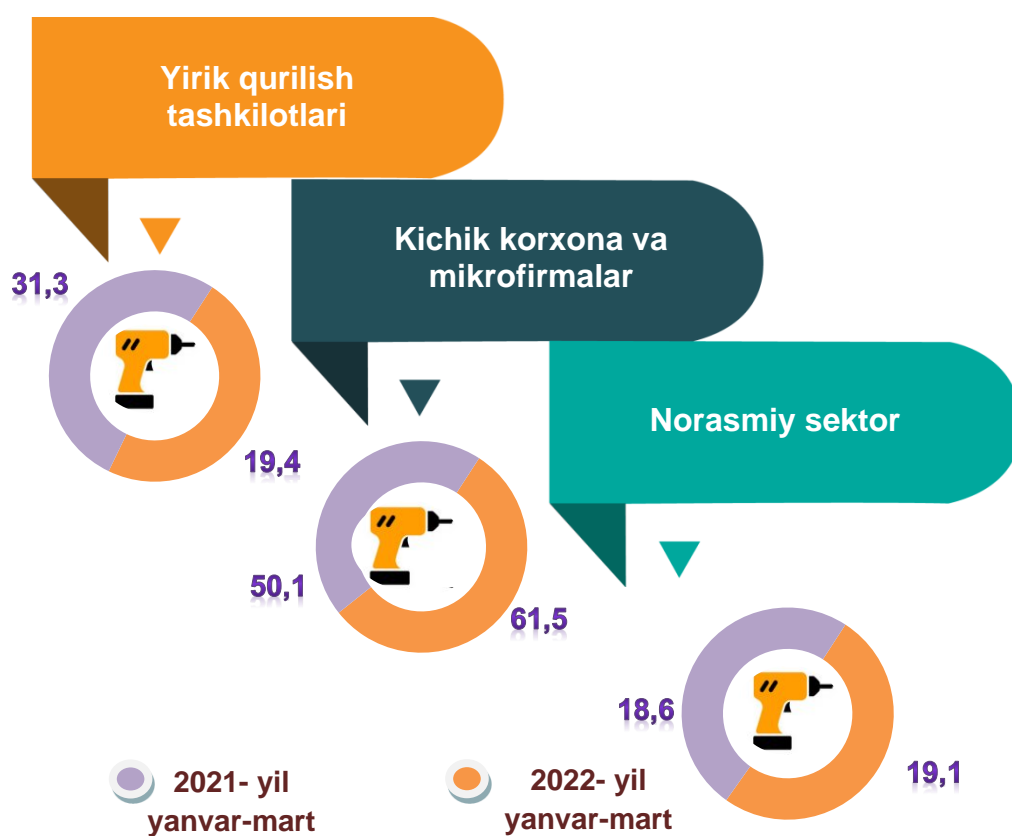 Yirik qurilish
tashkilotlari
Kichik korxona va
mikrofirmalar
31,3
Norasmiy sektor
19,4
50,1
61,5
18,6
19,1
2021- yil
yanvar-mart
2022- yil
yanvar-mart